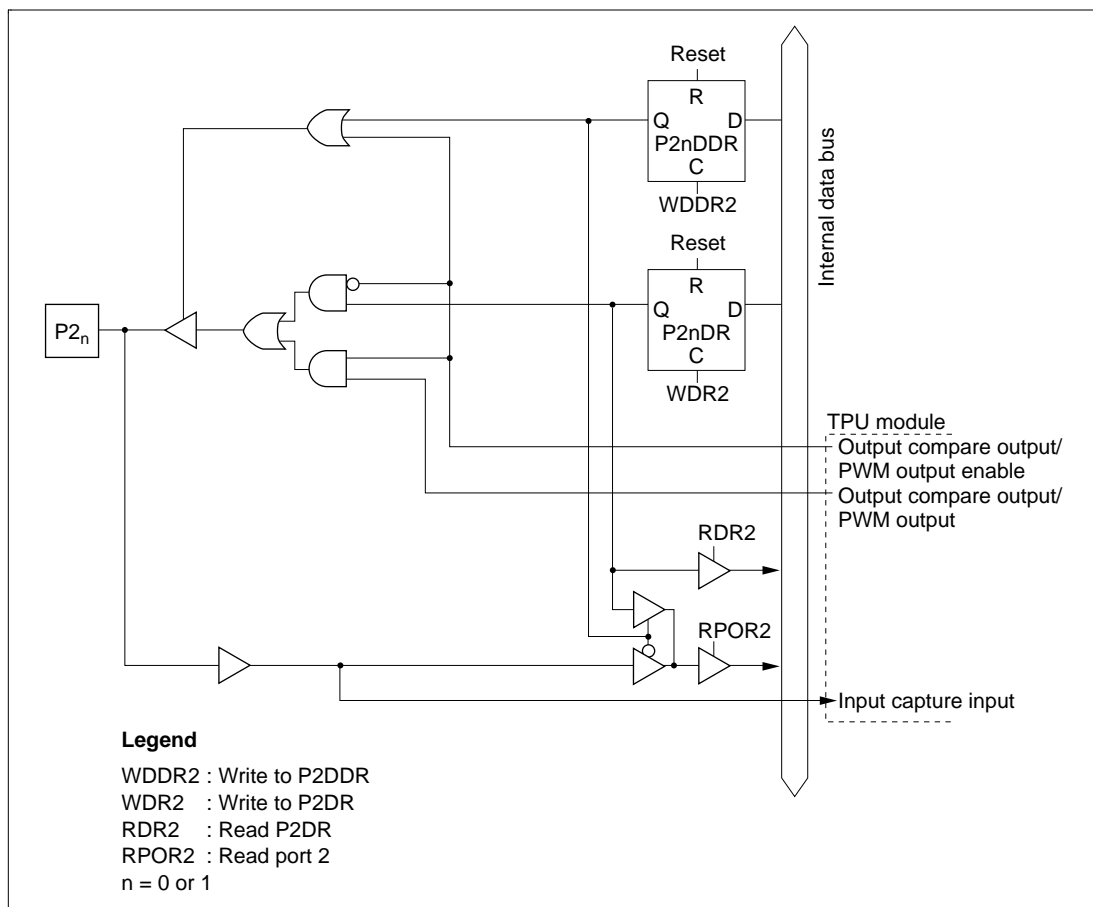 Reset
R
Q D
P2nDDR
C
WDDR2
Internal data bus
Reset
R
Q D
P2nDR
C
WDR2
P2n
TPU module
Output compare output/
PWM output enable
Output compare output/
PWM output
RDR2
RPOR2
Input capture input
Legend
WDDR2 : Write to P2DDR
WDR2 : Write to P2DR
RDR2 : Read P2DR
RPOR2 : Read port 2
n = 0 or 1